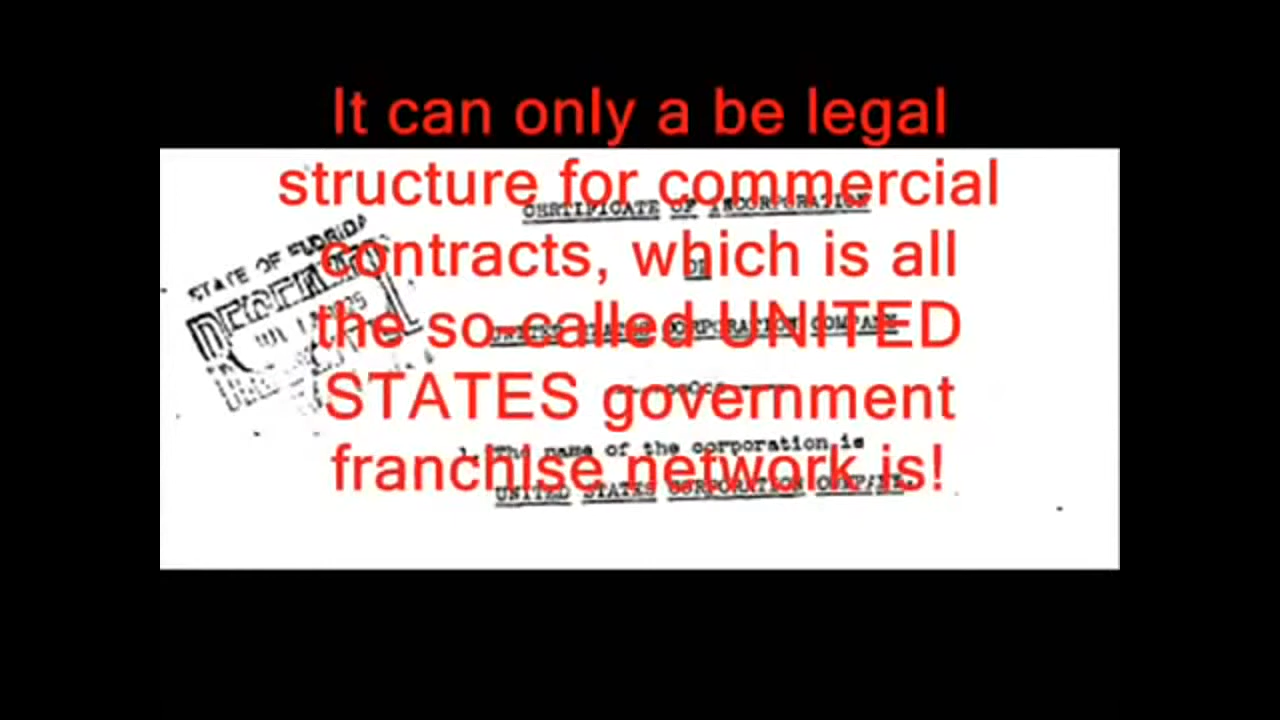 It can only a be legal
structure for commercial
CERTIFICATE OF INCORPORATION
STATE OF FLORIDA
contracts, which is all
OF
the so-called UNITED
UNITED STATES CORPORATION COMPANY
STATES government
1. The name of the corporation is
franchise network is!
UNITED STATES CORPORATION COMPANY.